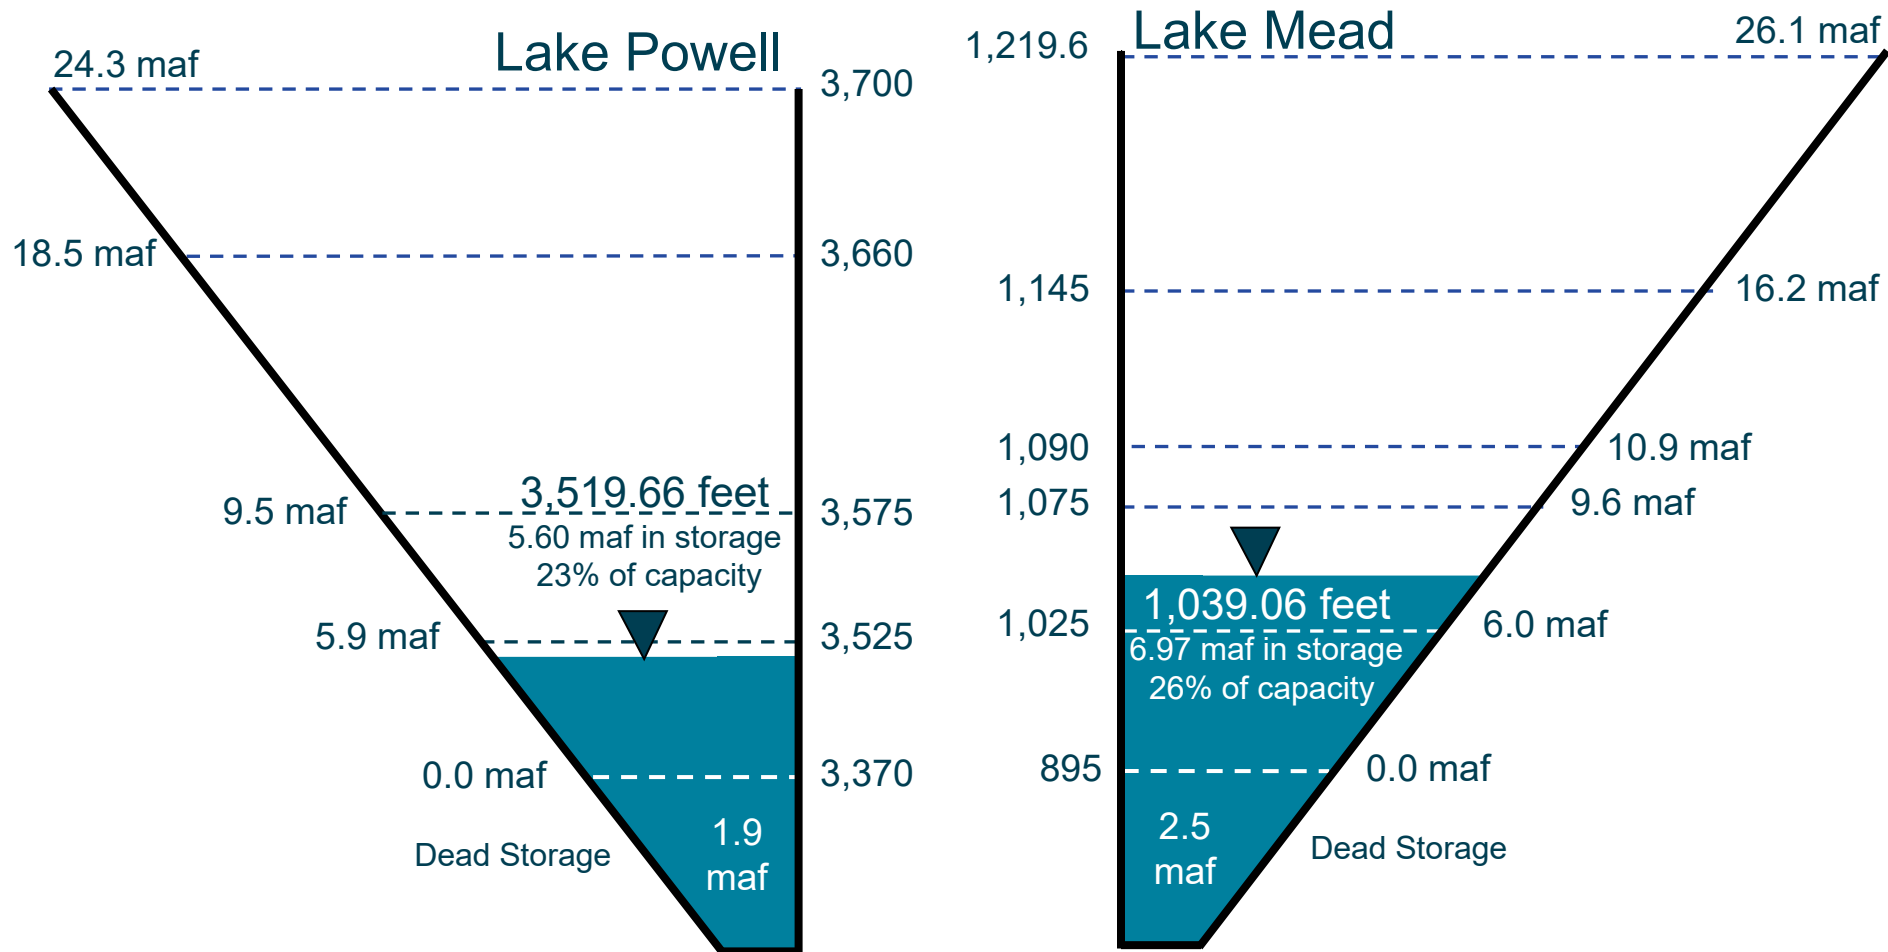 Lake Powell
24.3 maf
3,700
18.5 maf
3,660
3,519.66 feet
9.5 maf
3,575
5.60 maf in storage
23% of capacity
5.9 maf
3,525
0.0 maf
3,370
1.9
maf
Dead Storage
Lake Mead
1,219.6
26.1 maf
1,145
16.2 maf
1,090
10.9 maf
1,075
9.6 maf
1,039.06 feet
1,025
6.0 maf
6.97 maf in storage
26% of capacity
895
0.0 maf
2.5
maf
Dead Storage